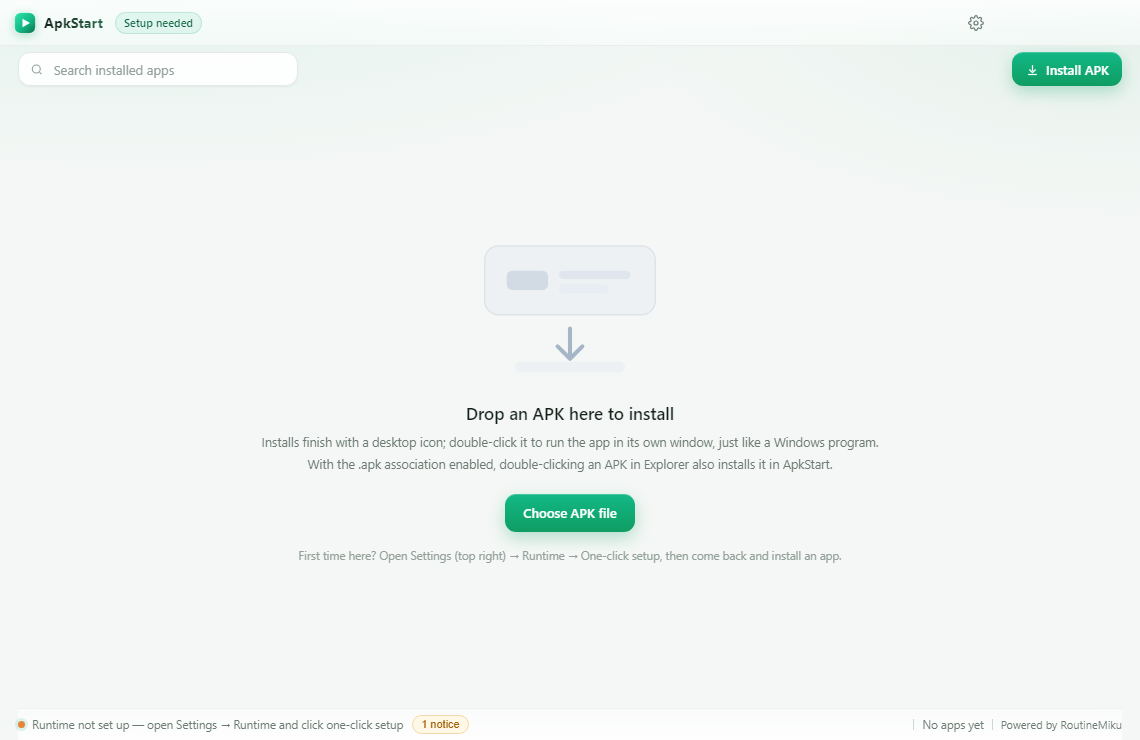 ApkStart
Setup needed
Search installed apps
Install APK
Drop an APK here to install
Installs finish with a desktop icon; double-click it to run the app in its own window, just like a Windows program.
With the .apk association enabled, double-clicking an APK in Explorer also installs it in ApkStart.
Choose APK file
First time here? Open Settings (top right) → Runtime → One-click setup, then come back and install an app.
Runtime not set up — open Settings → Runtime and click one-click setup
1 notice
No apps yet
Powered by RoutineMiku